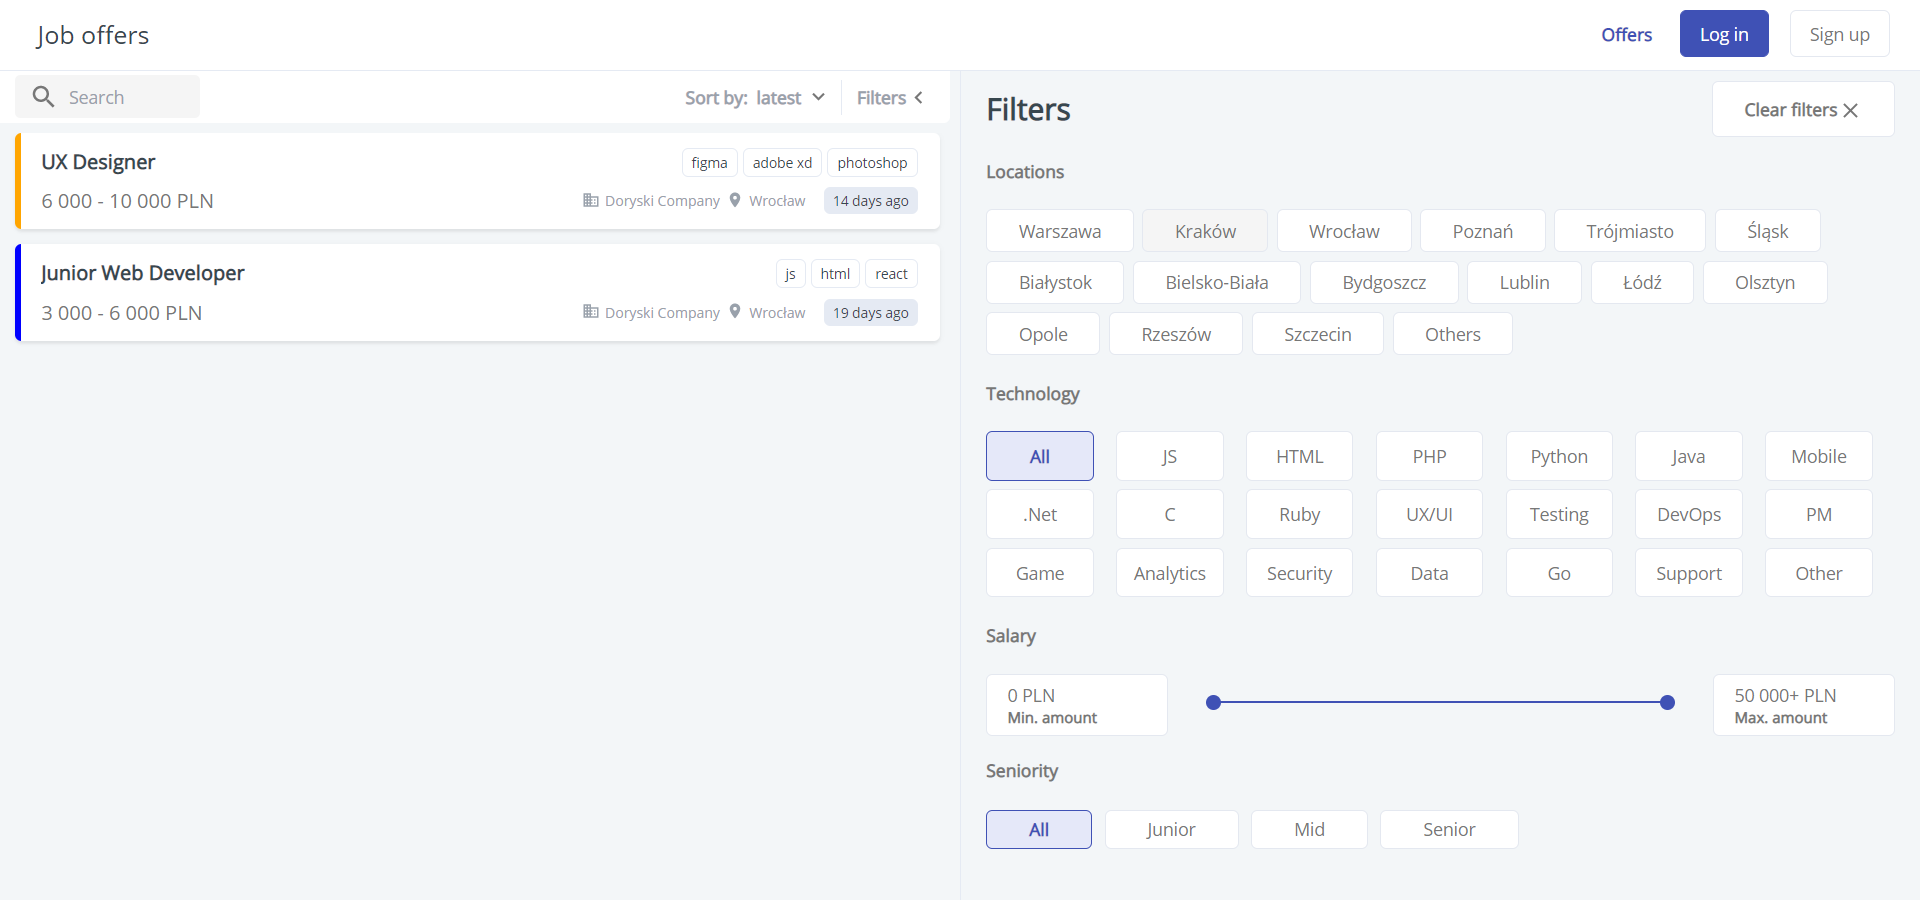 Job offers
Offers
Log in
Sign up
Search
Sort by: latest
Filters
UX Designer
figma
adobe xd
photoshop
6 000 - 10 000 PLN
Doryski Company
Wrocław
14 days ago
Junior Web Developer
js
html
react
3 000 - 6 000 PLN
Doryski Company
Wrocław
19 days ago
Filters
Clear filters
Locations
Warszawa
Kraków
Wrocław
Poznań
Trójmiasto
Śląsk
Białystok
Bielsko-Biała
Bydgoszcz
Lublin
Łódź
Olsztyn
Opole
Rzeszów
Szczecin
Others
Technology
All
JS
HTML
PHP
Python
Java
Mobile
.Net
C
Ruby
UX/UI
Testing
DevOps
PM
Game
Analytics
Security
Data
Go
Support
Other
Salary
0 PLN
Min. amount
50 000+ PLN
Max. amount
Seniority
All
Junior
Mid
Senior